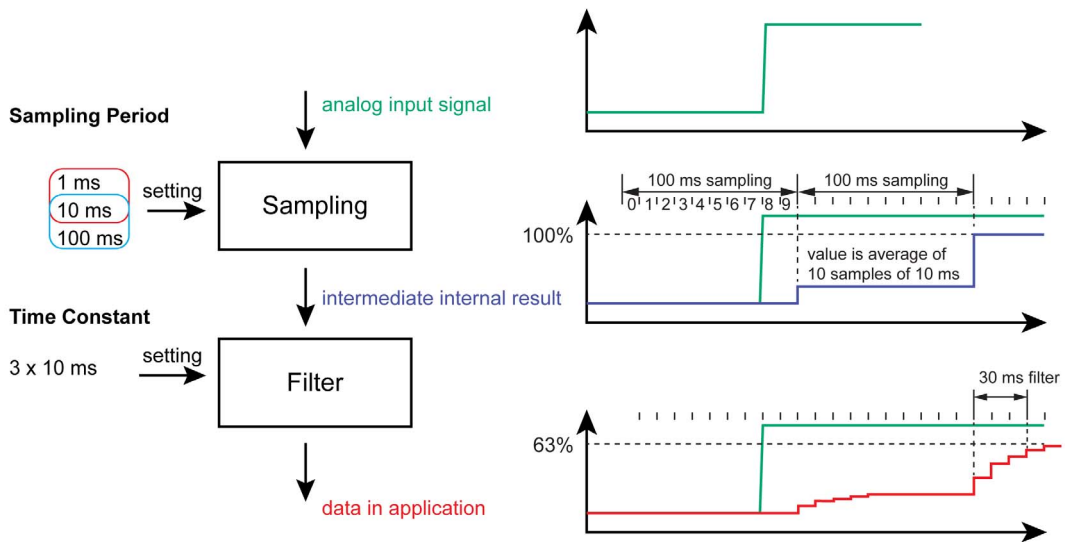 analog input signal
Sampling Period
1 ms
10 ms
100 ms
setting
Sampling
100 ms sampling
100 ms sampling
0 1 2 3 4 5 6 7 8 9
100%
value is average of
10 samples of 10 ms
intermediate internal result
Time Constant
3 x 10 ms
setting
Filter
30 ms filter
63%
data in application